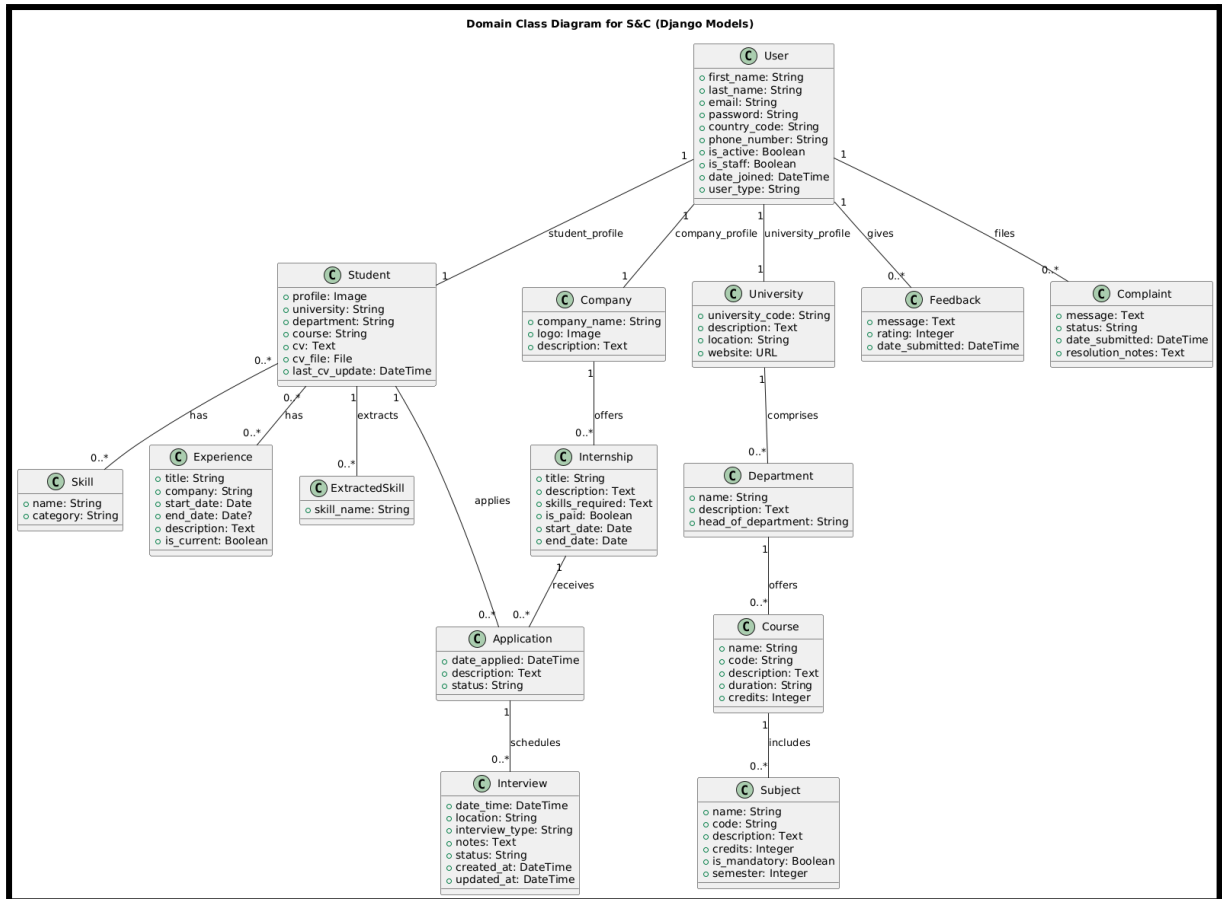 Domain Class Diagram for S&C (Django Models)
C User
first_name: String
last_name: String
email: String
password: String
country_code: String
phone_number: String
is_active: Boolean
is_staff: Boolean
date_joined: DateTime
user_type: String
1
1
1
1
1
student_profile
company_profile
university_profile
gives
files
1
1
1
0..*
0..*
C Student
profile: Image
university: String
department: String
course: String
cv: Text
cv_file: File
last_cv_update: DateTime
C Company
company_name: String
logo: Image
description: Text
C University
university_code: String
description: Text
location: String
website: URL
C Feedback
message: Text
rating: Integer
date_submitted: DateTime
C Complaint
message: Text
status: String
date_submitted: DateTime
resolution_notes: Text
0..*
0..*
1
1
1
1
has
has
extracts
applies
offers
comprises
0..*
0..*
0..*
0..*
0..*
C Skill
name: String
category: String
C Experience
title: String
company: String
start_date: Date
end_date: Date?
description: Text
is_current: Boolean
C ExtractedSkill
skill_name: String
C Internship
title: String
description: Text
skills_required: Text
is_paid: Boolean
start_date: Date
end_date: Date
C Department
name: String
description: Text
head_of_department: String
1
receives
0..*
0..*
1
offers
0..*
C Application
date_applied: DateTime
description: Text
status: String
C Course
name: String
code: String
description: Text
duration: String
credits: Integer
1
schedules
0..*
1
includes
0..*
C Interview
date_time: DateTime
location: String
interview_type: String
notes: Text
status: String
created_at: DateTime
updated_at: DateTime
C Subject
name: String
code: String
description: Text
credits: Integer
is_mandatory: Boolean
semester: Integer